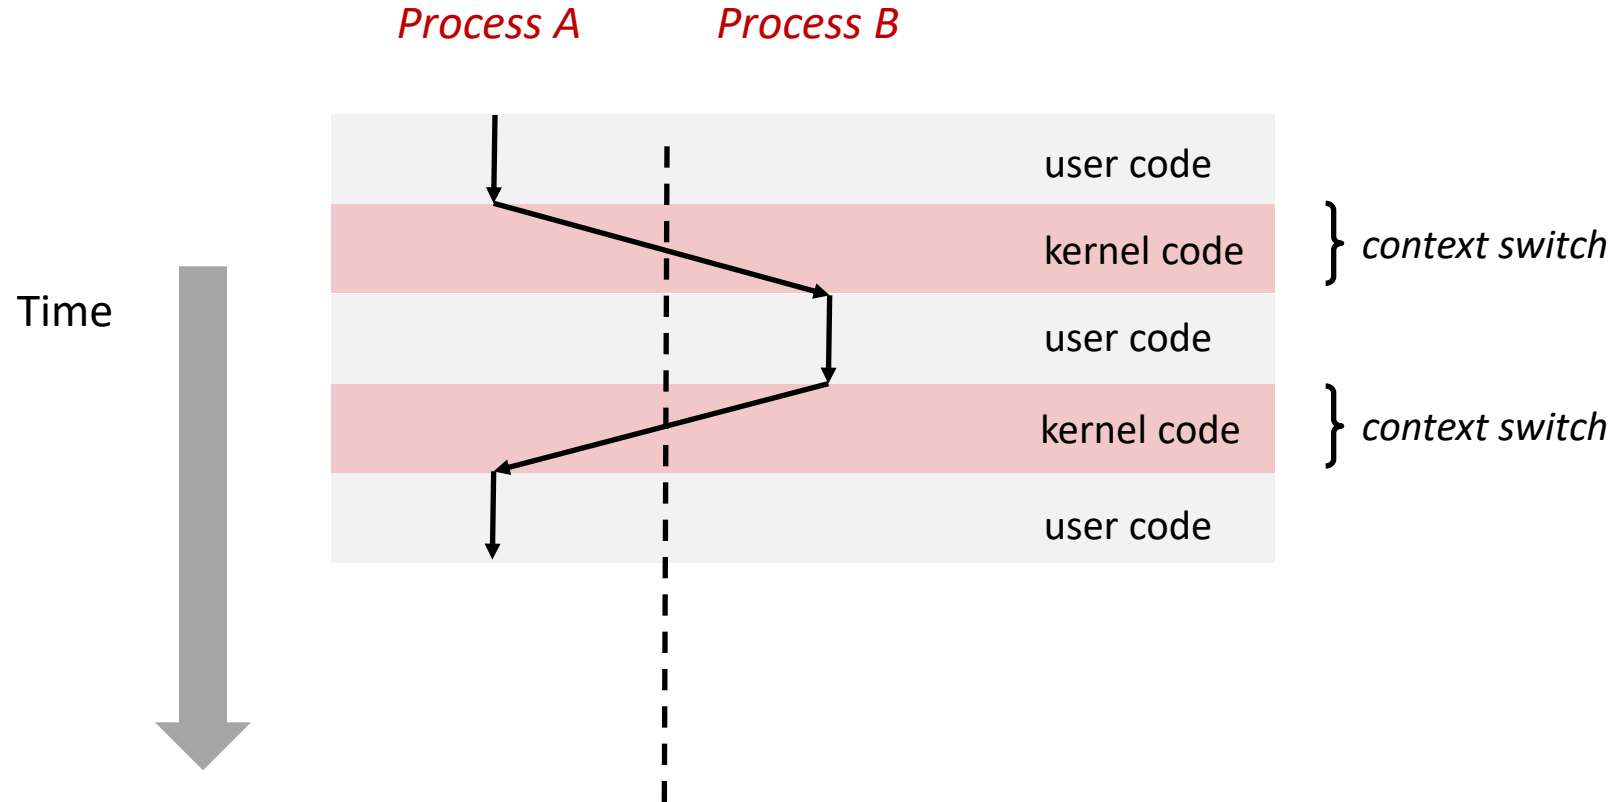 Process A
Process B
user code
kernel code
context switch
Time
user code
kernel code
context switch
user code